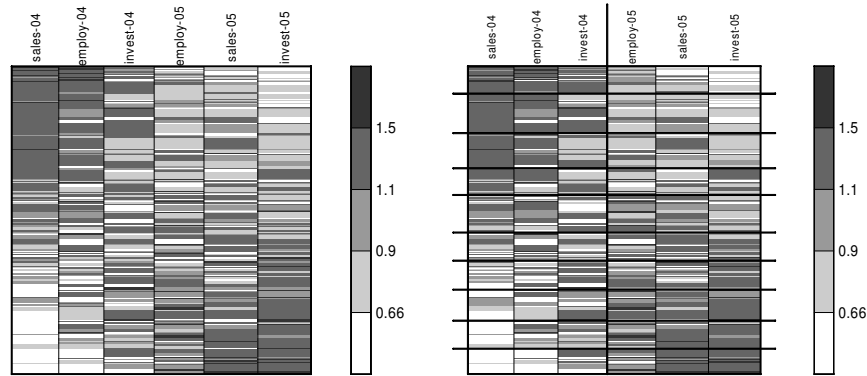 sales-04
employ-04
invest-04
employ-05
sales-05
invest-05
1.5
1.1
0.9
0.66
sales-04
employ-04
invest-04
employ-05
sales-05
invest-05
1.5
1.1
0.9
0.66